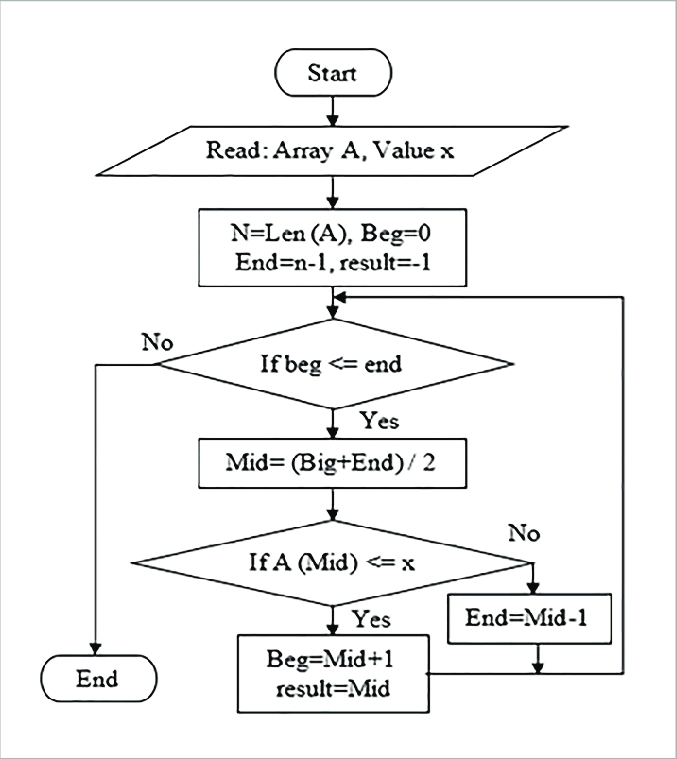 Start
Read: Array A, Value x
N=Len (A), Beg=0
End=n-1, result=-1
No
If beg <= end
Yes
Mid= (Big+End) / 2
No
If A (Mid) <= x
Yes
End=Mid-1
Beg=Mid+1
result=Mid
End